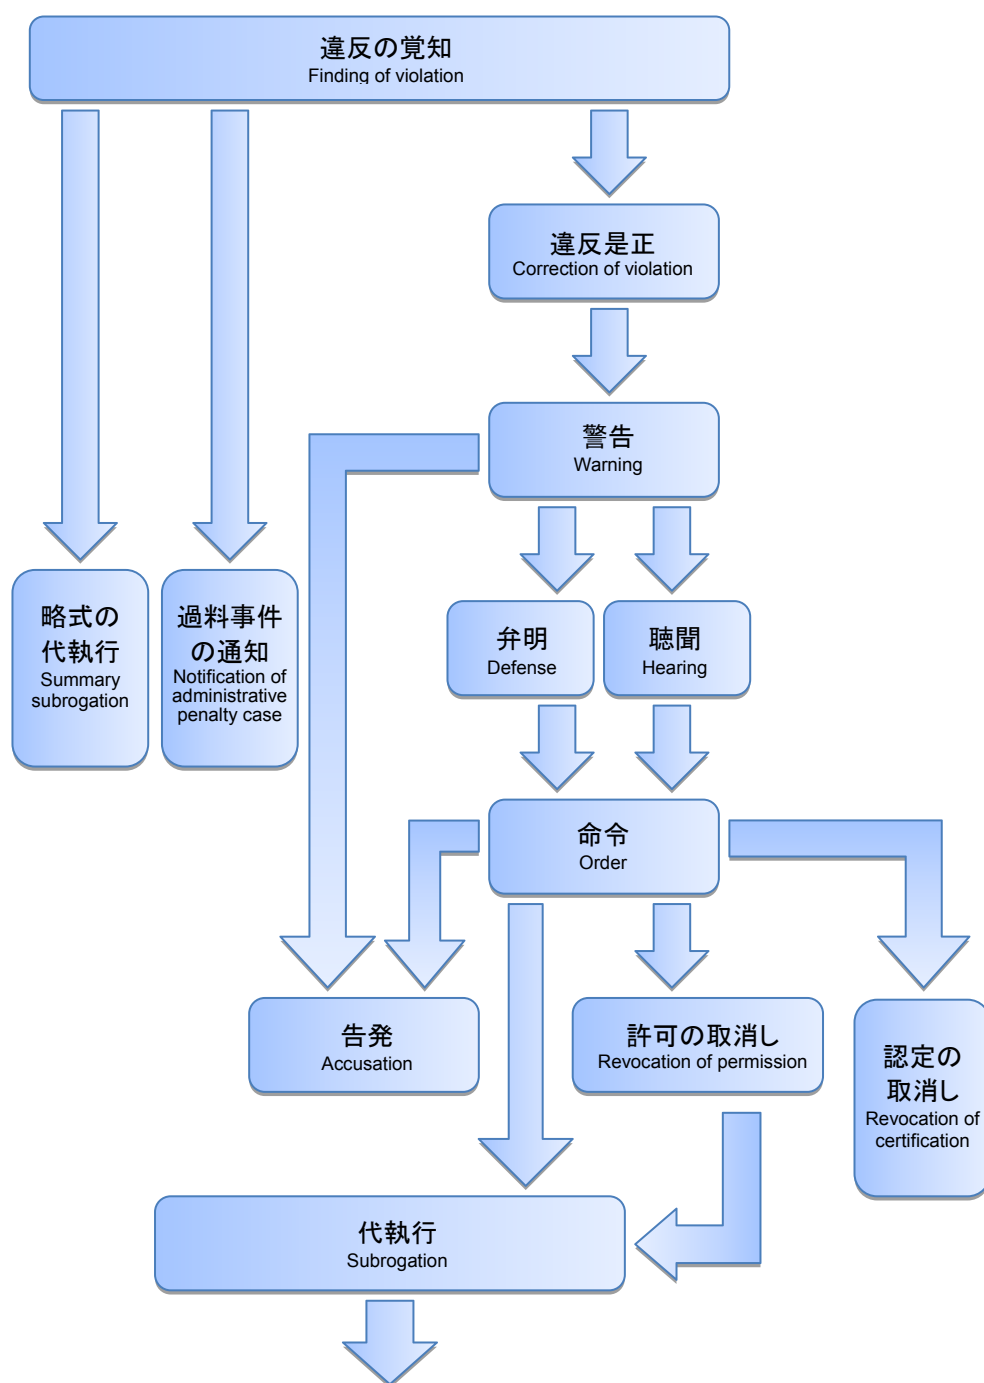 違反の覚知
Finding of violation
違反是正
Correction of violation
警告
Warning
略式の
代執行
Summary
subrogation
過料事件
の通知
Notification of
administrative
penalty case
弁明
Defense
聴聞
Hearing
命令
Order
告発
Accusation
許可の取消し
Revocation of permission
認定の
取消し
Revocation of
certification
代執行
Subrogation